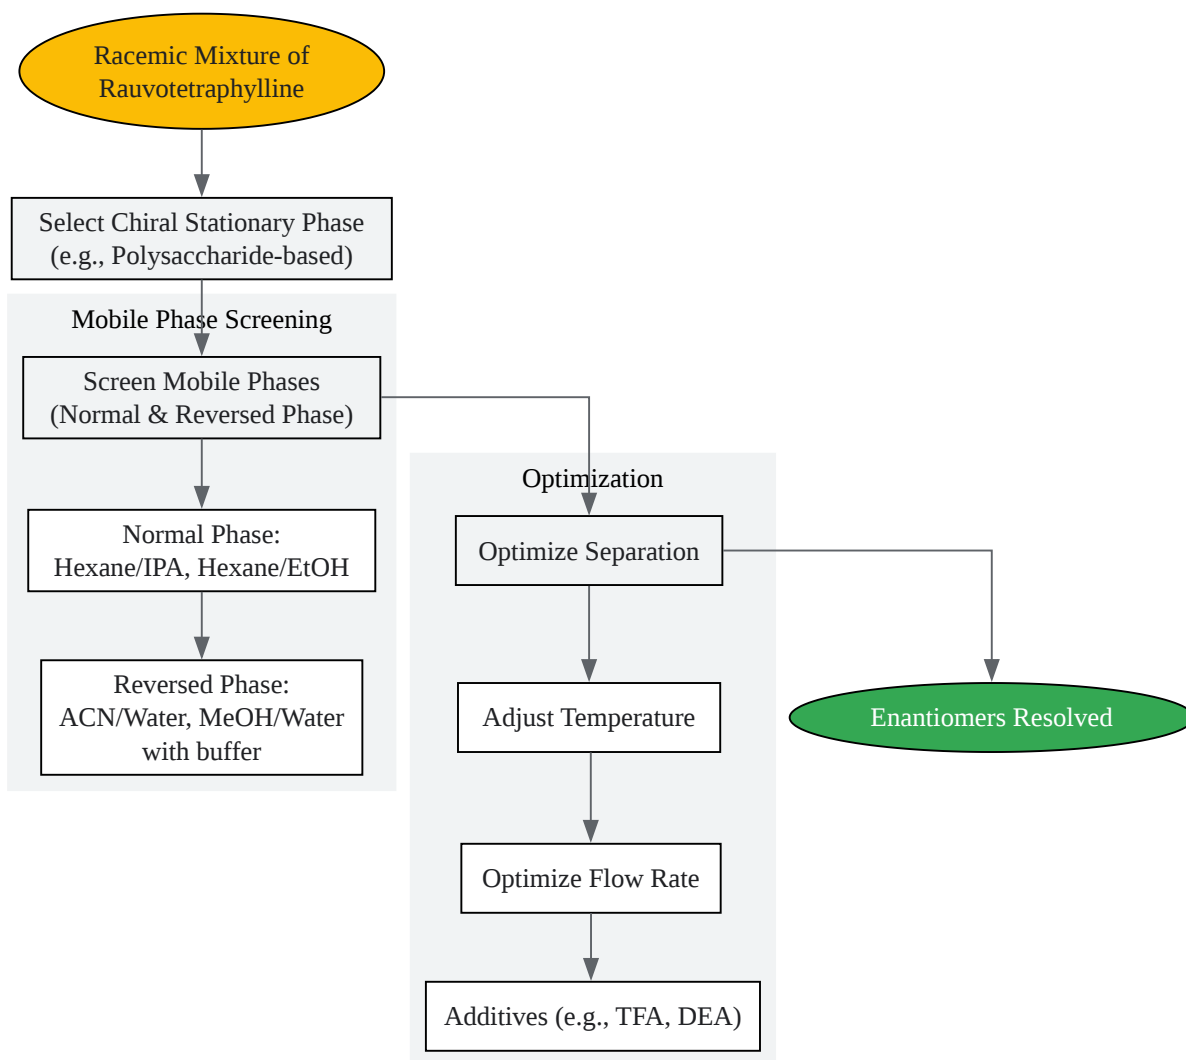 Racemic Mixture of
Rauvotetraphylline
Select Chiral Stationary Phase
(e.g., Polysaccharide-based)
Mobile Phase Screening
Screen Mobile Phases
(Normal & Reversed Phase)
Normal Phase:
Hexane/IPA, Hexane/EtOH
Reversed Phase:
ACN/Water, MeOH/Water
with buffer
Optimization
Optimize Separation
Adjust Temperature
Optimize Flow Rate
Additives (e.g., TFA, DEA)
Enantiomers Resolved